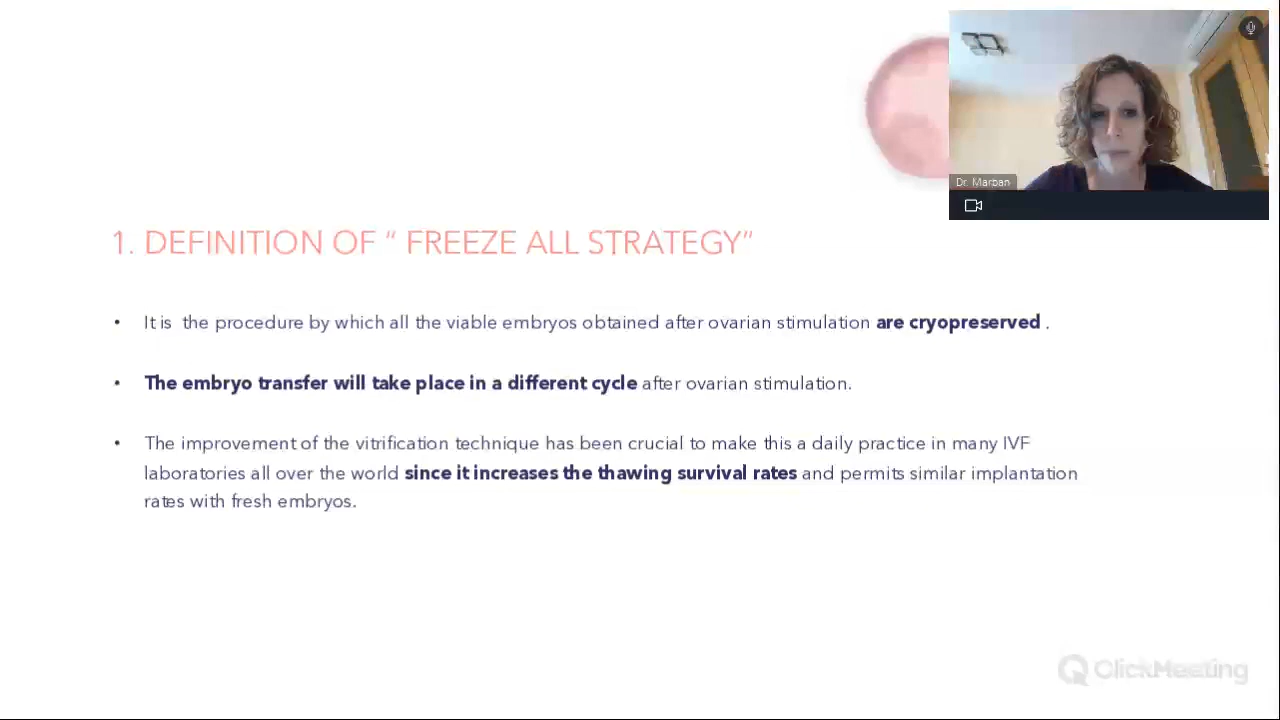 Dr. Marban
1. DEFINITION OF “ FREEZE ALL STRATEGY”
• It is the procedure by which all the viable embryos obtained after ovarian stimulation are cryopreserved .
• The embryo transfer will take place in a different cycle after ovarian stimulation.
• The improvement of the vitrification technique has been crucial to make this a daily practice in many IVF
laboratories all over the world since it increases the thawing survival rates and permits similar implantation
rates with fresh embryos.
ClickMeeting